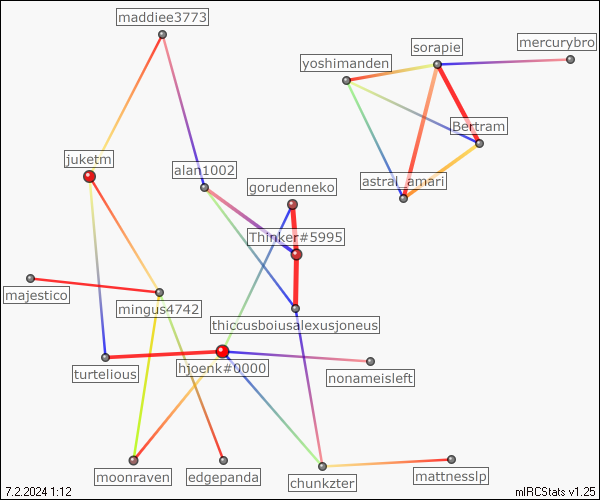 maddiee3773
sorapie
mercurybro
yoshimanden
Bertram
juketm
alan1002
astral_amari
gorudenneko
Thinker#5995
majestico
mingus4742
thiccusboiusalexusjoneus
turtelious
hjoenk#0000
nonameisleft
moonraven
edgepanda
chunkzter
mattnesslp
7.2.2024 1:12
mIRCStats v1.25